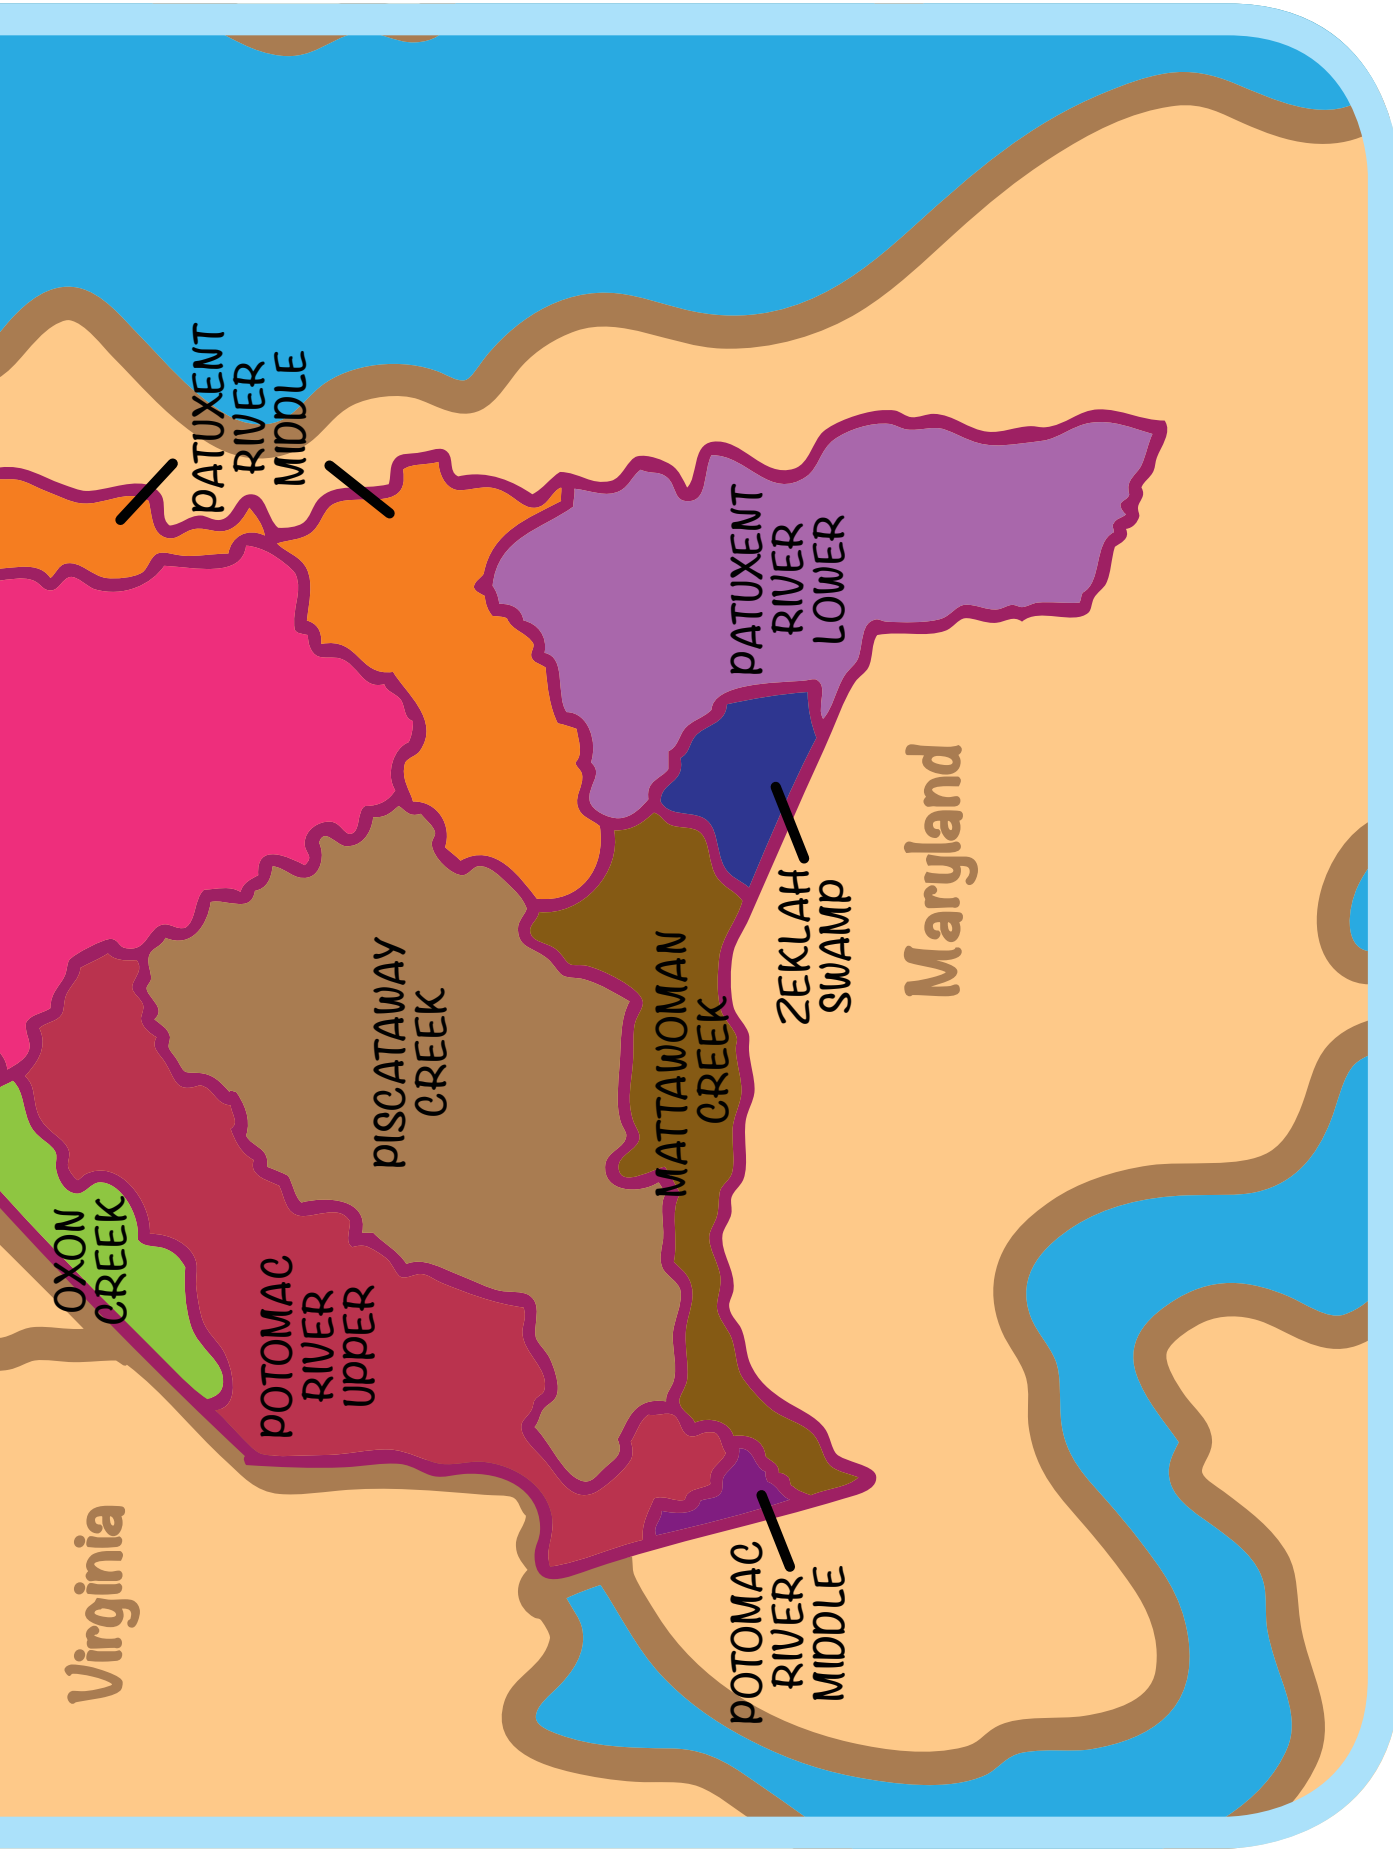 PATUXENT
RIVER
MIDDLE
PATUXENT
RIVER
LOWER
Maryland
ZEKLAH
SWAMP
PISCATAWAY
CREEK
MATTAWOMAN
CREEK
OXON
CREEK
POTOMAC
RIVER
UPPER
Virginia
POTOMAC
RIVER
MIDDLE